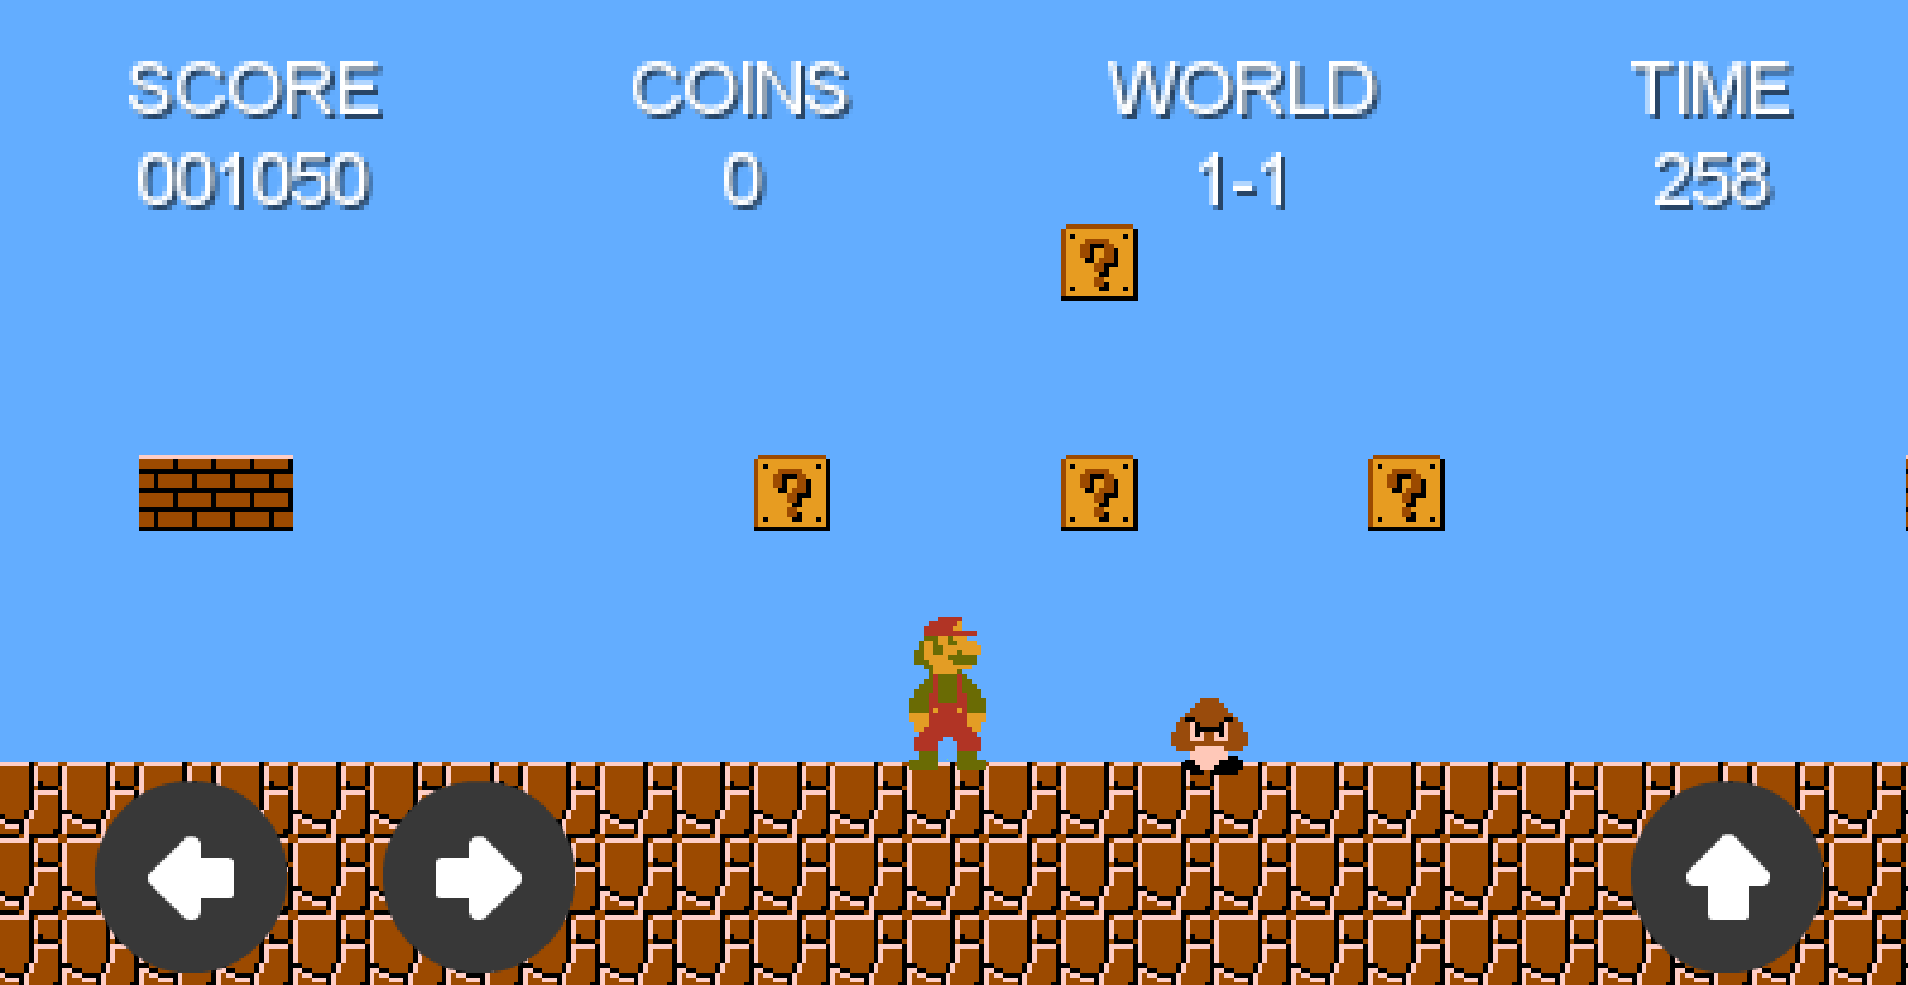 SCORE COINS WORLD TIME
001050 0 1-1 258
?
? ? ?